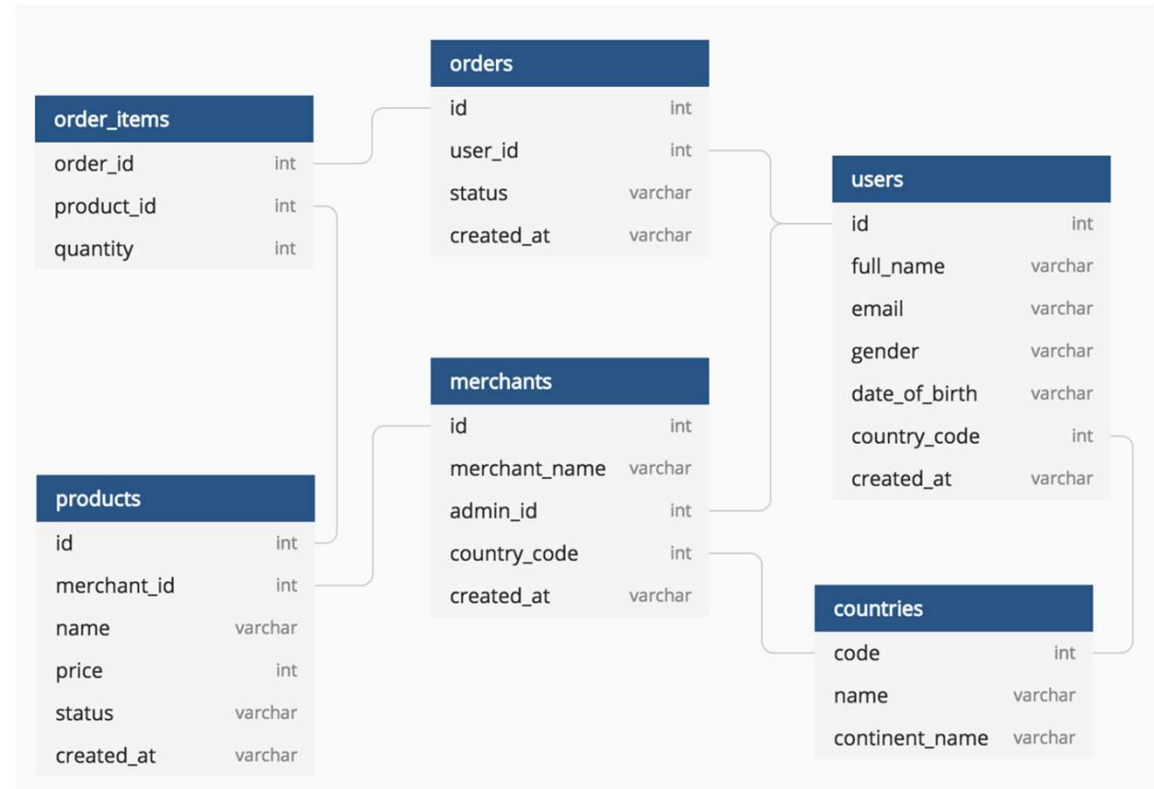 order_items
order_id int
product_id int
quantity int
orders
id int
user_id int
status varchar
created_at varchar
users
id int
full_name varchar
email varchar
gender varchar
date_of_birth varchar
country_code int
created_at varchar
merchants
id int
merchant_name varchar
admin_id int
country_code int
created_at varchar
products
id int
merchant_id int
name varchar
price int
status varchar
created_at varchar
countries
code int
name varchar
continent_name varchar